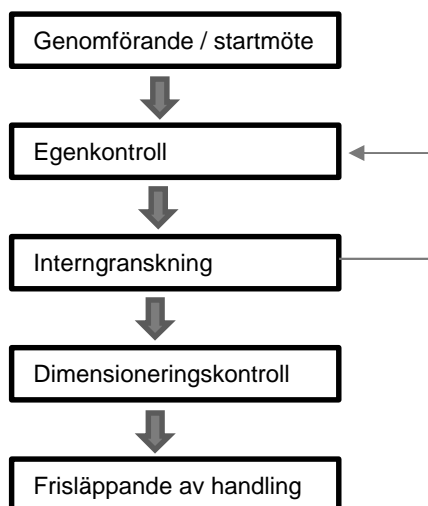 Genomförande / startmöte
Egenkontroll
Interngranskning
Dimensioneringskontroll
Frisläppande av handling